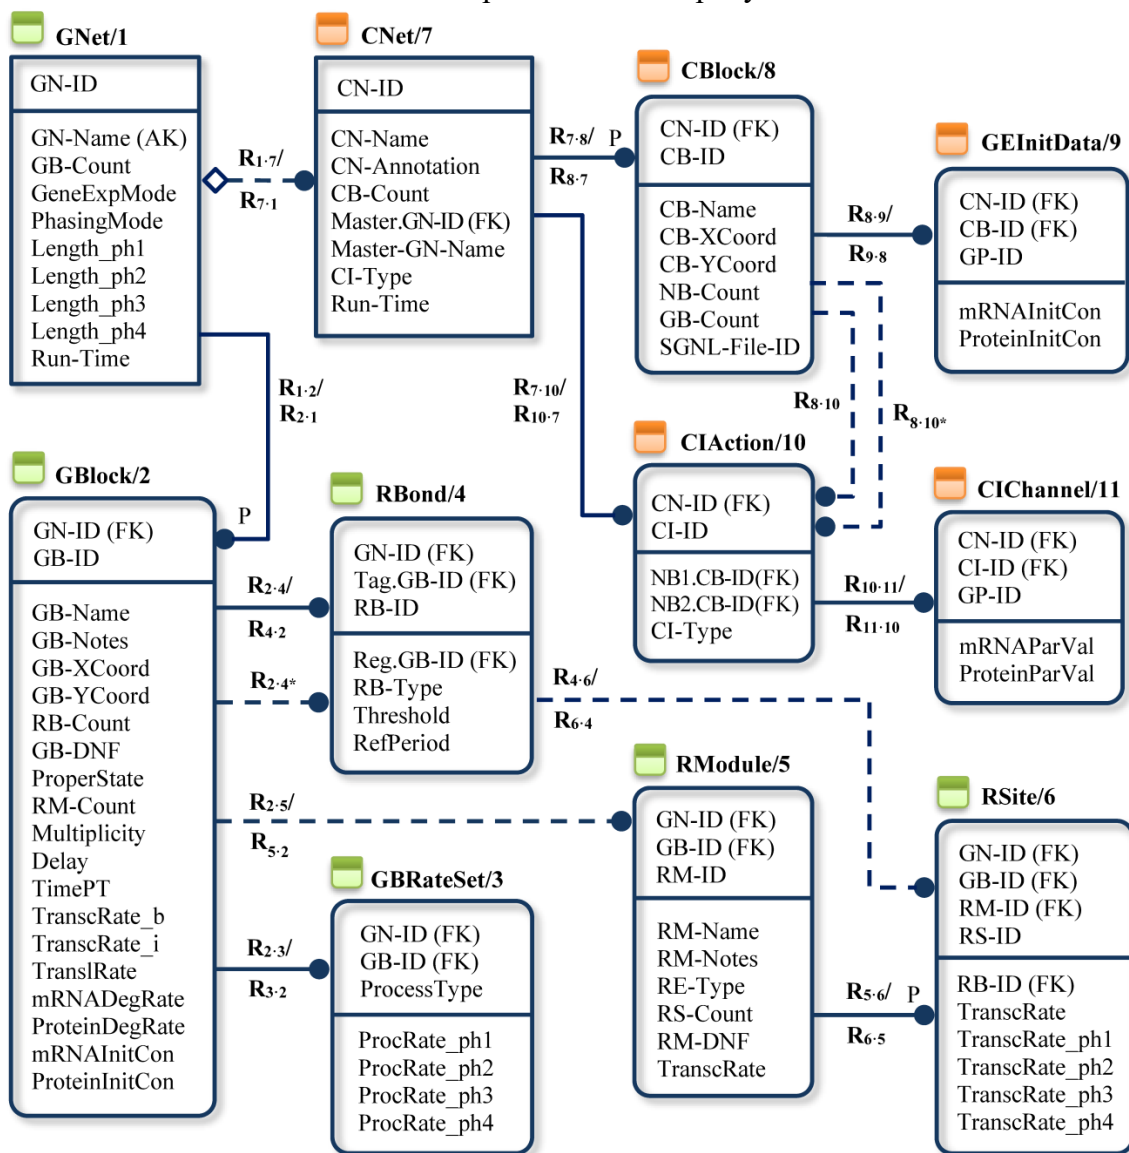 GNet/1
GN-ID
GN-Name (AK)
GB-Count
GeneExpMode
PhasingMode
Length_ph1
Length_ph2
Length_ph3
Length_ph4
Run-Time
R1·7/
R7·1
CNet/7
CN-ID
CN-Name
CN-Annotation
CB-Count
Master.GN-ID (FK)
Master-GN-Name
CI-Type
Run-Time
R7·8/ P
R8·7
CBlock/8
CN-ID (FK)
CB-ID
CB-Name
CB-XCoord
CB-YCoord
NB-Count
GB-Count
SGNL-File-ID
R8·9/
R9·8
GEInitData/9
CN-ID (FK)
CB-ID (FK)
GP-ID
mRNAInitCon
ProteinInitCon
R1·2/
R2·1
P
R7·10/
R10·7
R8·10
R8·10*
GBlock/2
GN-ID (FK)
GB-ID
GB-Name
GB-Notes
GB-XCoord
GB-YCoord
RB-Count
GB-DNF
ProperState
RM-Count
Multiplicity
Delay
TimePT
TranscRate_b
TranscRate_i
TranslRate
mRNADegRate
ProteinDegRate
mRNAInitCon
ProteinInitCon
R2·4/
R4·2
R2·4*
R2·5/
R5·2
R2·3/
R3·2
RBond/4
GN-ID (FK)
Tag.GB-ID (FK)
RB-ID
Reg.GB-ID (FK)
RB-Type
Threshold
RefPeriod
R4·6/
R6·4
CIAction/10
CN-ID (FK)
CI-ID
NB1.CB-ID(FK)
NB2.CB-ID(FK)
CI-Type
R10·11/
R11·10
CIChannel/11
CN-ID (FK)
CI-ID (FK)
GP-ID
mRNAParVal
ProteinParVal
GBRateSet/3
GN-ID (FK)
GB-ID (FK)
ProcessType
ProcRate_ph1
ProcRate_ph2
ProcRate_ph3
ProcRate_ph4
RModule/5
GN-ID (FK)
GB-ID (FK)
RM-ID
RM-Name
RM-Notes
RE-Type
RS-Count
RM-DNF
TranscRate
R5·6/ P
R6·5
RSite/6
GN-ID (FK)
GB-ID (FK)
RM-ID (FK)
RS-ID
RB-ID (FK)
TranscRate
TranscRate_ph1
TranscRate_ph2
TranscRate_ph3
TranscRate_ph4